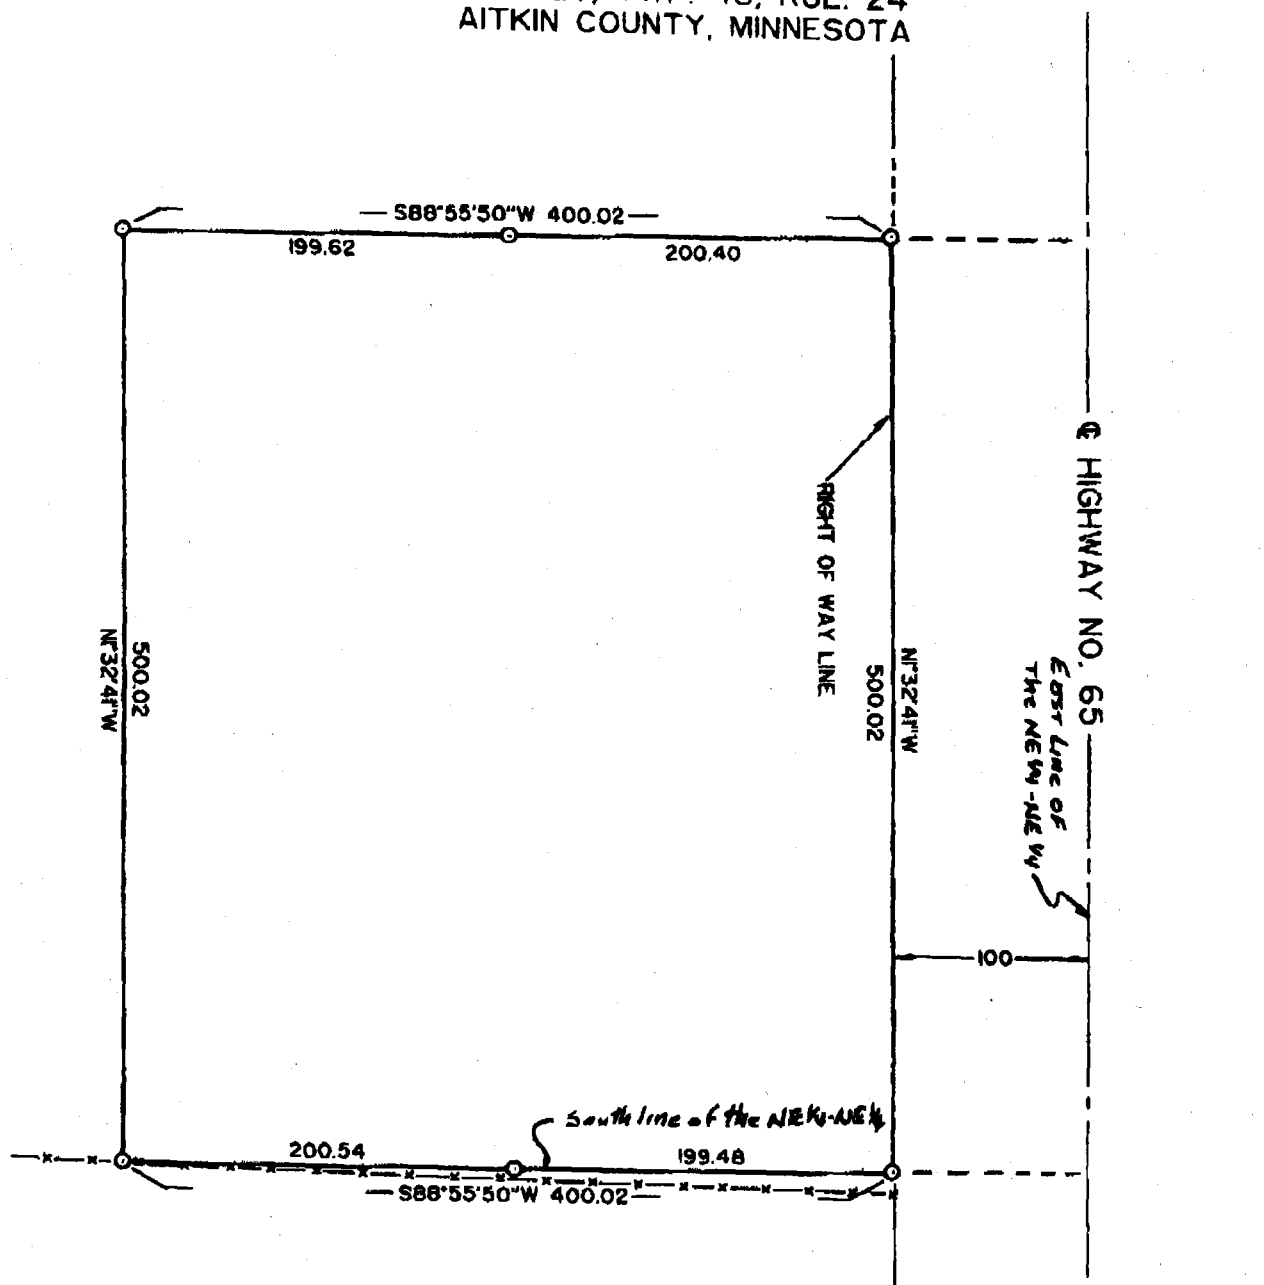 RGE. 24
AITKIN COUNTY, MINNESOTA
S88°55'50"W 400.02
199.62
200.40
℄ HIGHWAY NO. 65
RIGHT OF WAY LINE
500.02
N1°32'41"W
N1°32'41"W
500.02
EAST LINE OF
The NE1/4-NE1/4
100
South line of the NE1/4-NE1/4
200.54
199.48
S88°55'50"W 400.02